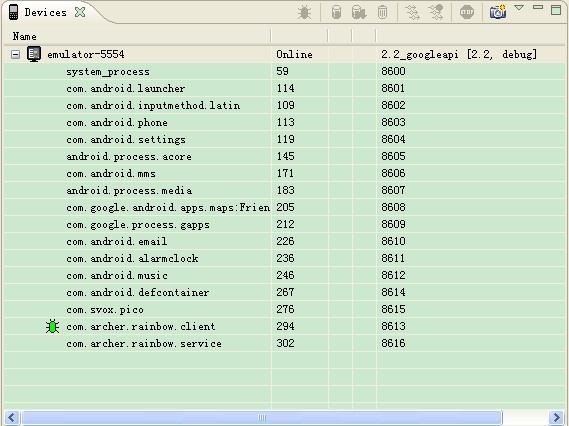 Devices
STOP
Name
emulator-5554 Online 2.2_googleapi [2.2, debug]
system_process 59 8600
com.android.launcher 114 8601
com.android.inputmethod.latin 109 8602
com.android.phone 113 8603
com.android.settings 119 8604
android.process.acore 145 8605
com.android.mms 171 8606
android.process.media 183 8607
com.google.android.apps.maps:Frien 205 8608
com.google.process.gapps 212 8609
com.android.email 226 8610
com.android.alarmclock 236 8611
com.android.music 246 8612
com.android.defcontainer 267 8614
com.svox.pico 276 8615
com.archer.rainbow.client 294 8613
com.archer.rainbow.service 302 8616